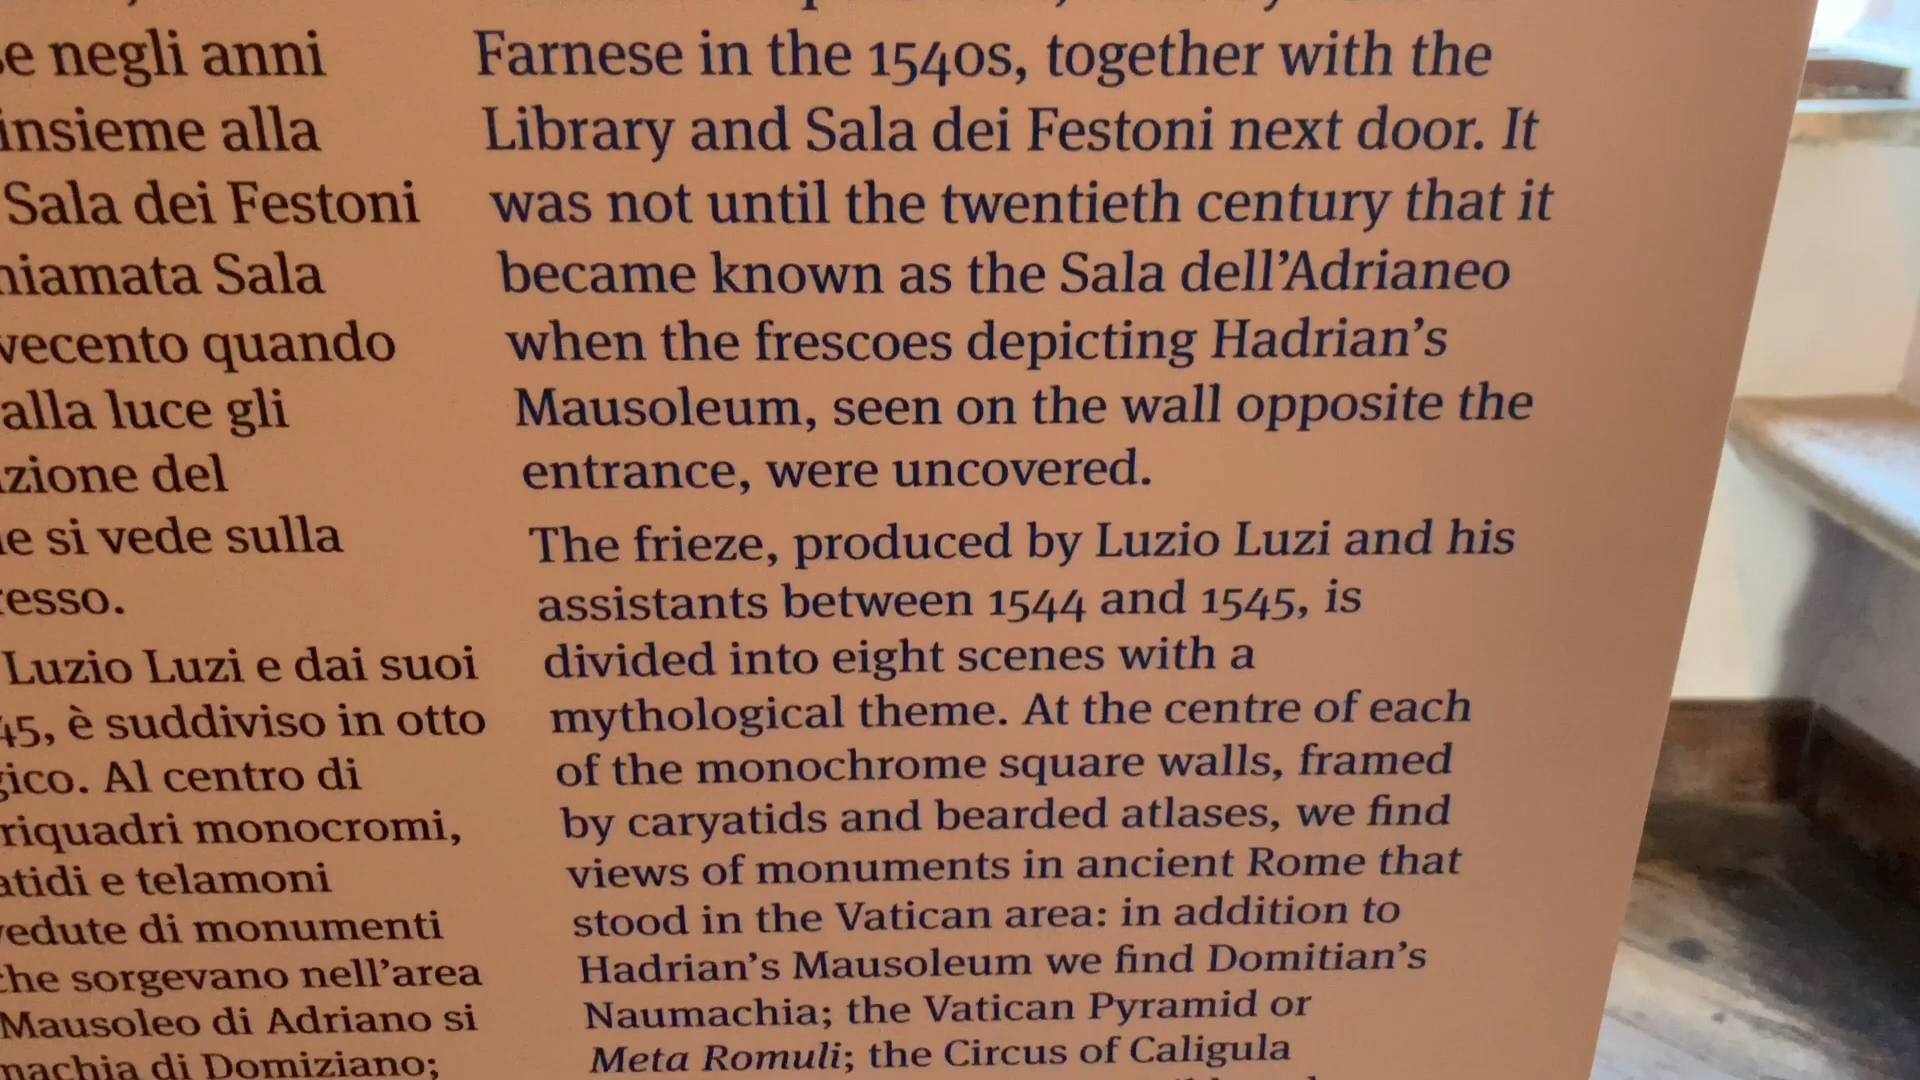 negli anni
insieme alla
Sala dei Festoni
Sala
quando
alla luce gli
del
si vede sulla
Luzio Luzi e dai suoi
45, è suddiviso in otto
Al centro di
riquadri monocromi,
e telamoni
di monumenti
sorgevano nell'area
Mausoleo di Adriano si
di Domiziano;
Farnese in the 1540s, together with the
Library and Sala dei Festoni next door. It
was not until the twentieth century that it
became known as the Sala dell'Adrianeo
when the frescoes depicting Hadrian's
Mausoleum, seen on the wall opposite the
entrance, were uncovered.
The frieze, produced by Luzio Luzi and his
assistants between 1544 and 1545, is
divided into eight scenes with a
mythological theme. At the centre of each
of the monochrome square walls, framed
by caryatids and bearded atlases, we find
views of monuments in ancient Rome that
stood in the Vatican area: in addition to
Hadrian's Mausoleum we find Domitian's
Naumachia; the Vatican Pyramid or
Meta Romuli; the Circus of Caligula